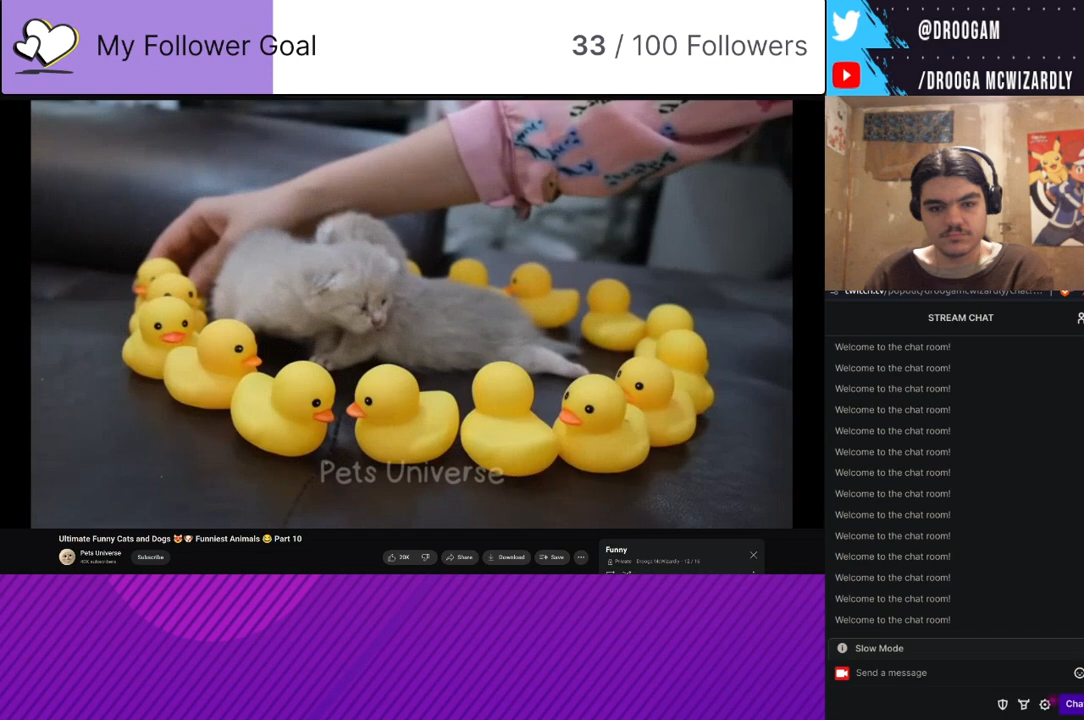 My Follower Goal
33 / 100 Followers
@DROOGAM
/DROOGA MCWIZARDLY
Pets Universe
Ultimate Funny Cats and Dogs 😻🐶 Funniest Animals 😂 Part 10
Pets Universe
Subscribe
20K
Share
Download
Save
Funny
Private
12 / 16
STREAM CHAT
Welcome to the chat room!
Welcome to the chat room!
Welcome to the chat room!
Welcome to the chat room!
Welcome to the chat room!
Welcome to the chat room!
Welcome to the chat room!
Welcome to the chat room!
Welcome to the chat room!
Welcome to the chat room!
Welcome to the chat room!
Welcome to the chat room!
Welcome to the chat room!
Welcome to the chat room!
Slow Mode
Send a message
Cha